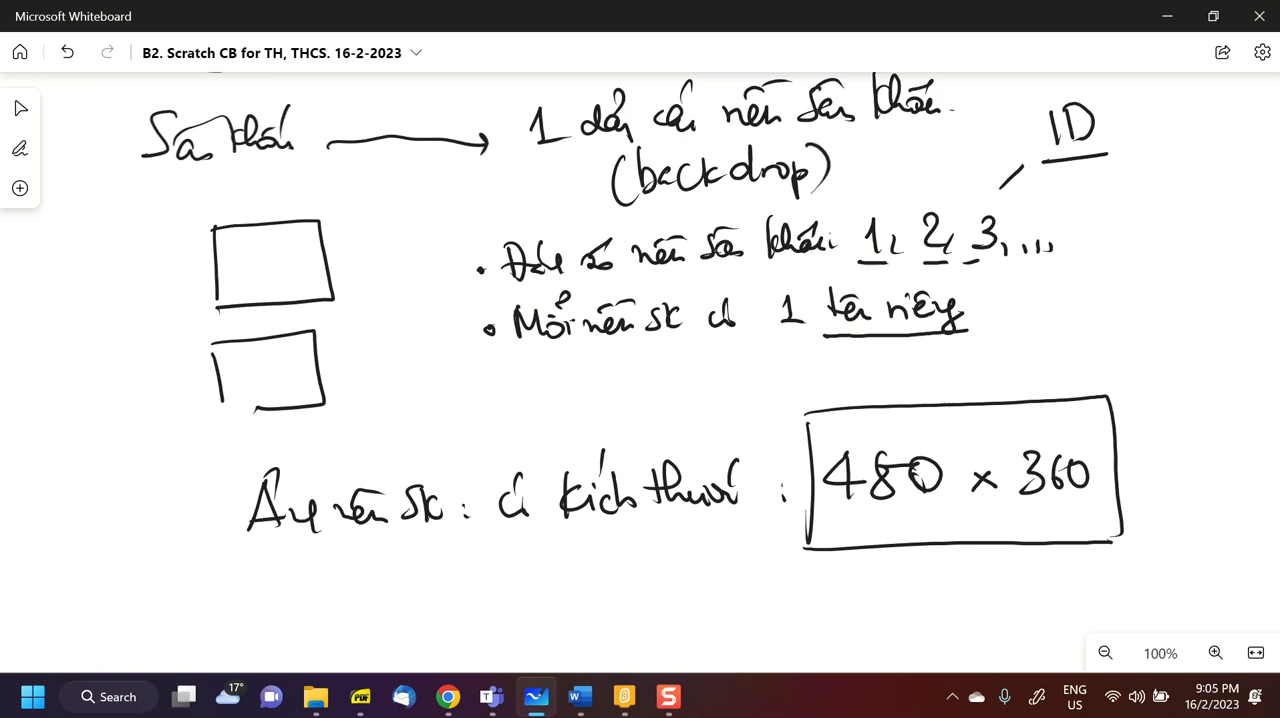 Microsoft Whiteboard
B2. Scratch CB for TH, THCS. 16-2-2023
Sân khấu → 1 dãy các nền sân khấu.
(backdrop)
ID
• Đánh số nền sân khấu: 1, 2, 3, ...
• Mỗi nền SK có 1 tên riêng
Ảnh nền SK: Có kích thước: 480 x 360
100%
Search
17°
PDF
ENG
US
9:05 PM
16/2/2023